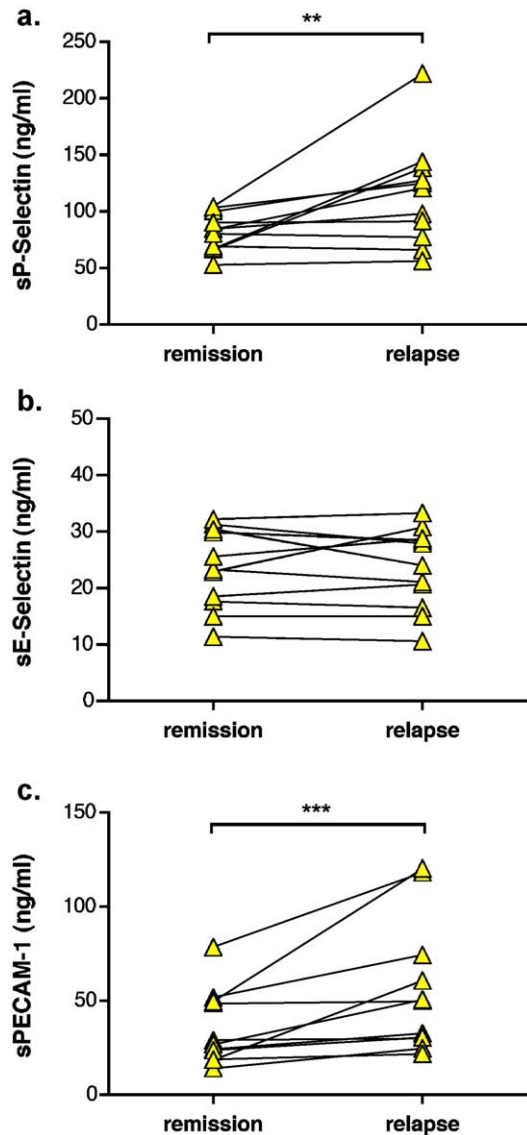 a.
**
sP-Selectin (ng/ml)
250
200
150
100
50
0
remission relapse
b.
sE-Selectin (ng/ml)
50
40
30
20
10
0
remission relapse
c.
***
sPECAM-1 (ng/ml)
150
100
50
0
remission relapse